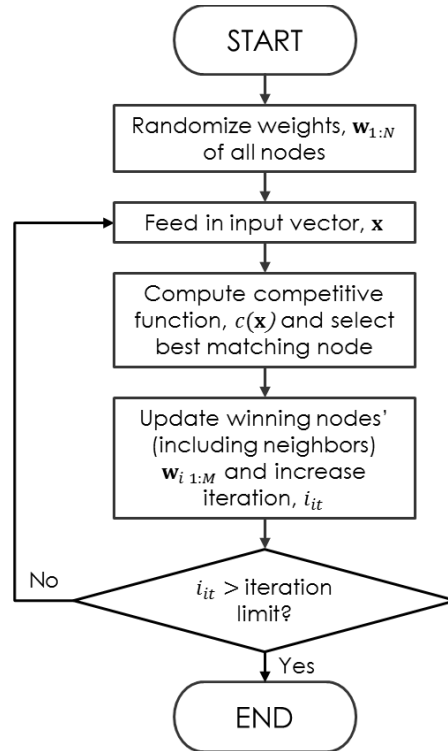 START
Randomize weights, 𝐰₁:N
of all nodes
Feed in input vector, 𝐱
Compute competitive
function, c(𝐱) and select
best matching node
Update winning nodes'
(including neighbors)
𝐰i 1:M and increase
iteration, iit
No
iit > iteration
limit?
Yes
END